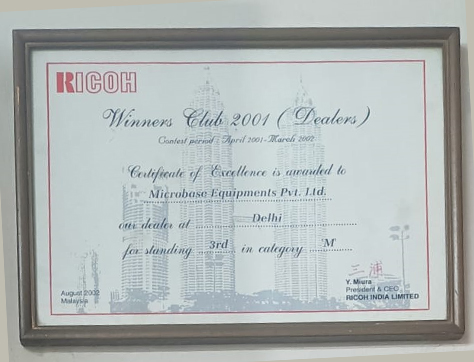 RICOH
Winners Club 2001 (Dealers)
Contest period - April 2001-March 2002
Certificate of Excellence is awarded to
Microbase Equipments Pvt. Ltd.
our dealer at Delhi
for standing 3rd in category 'M'
三浦
Y. Miura
President & CEO
RICOH INDIA LIMITED
August 2002
Malaysia